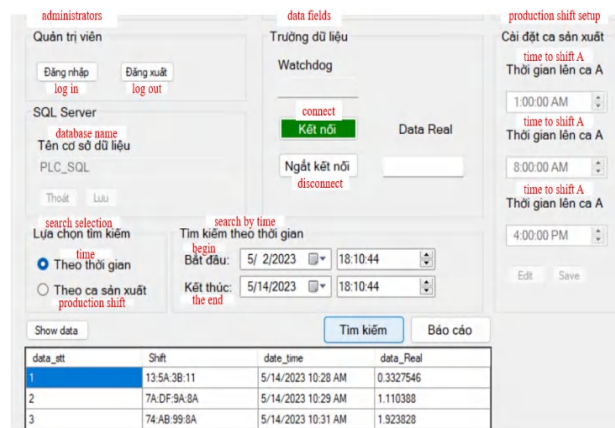 administrators
data fields
production shift setup
Quản trị viên
Trường dữ liệu
Cài đặt ca sản xuất
Đăng nhập
Đăng xuất
log in
log out
Watchdog
time to shift A
Thời gian lên ca A
1:00:00 AM
SQL Server
database name
Tên cơ sở dữ liệu
PLC_SQL
Thoát
Lưu
connect
Kết nối
Data Real
Ngắt kết nối
disconnect
time to shift A
Thời gian lên ca A
8:00:00 AM
time to shift A
Thời gian lên ca A
4:00:00 PM
Edit
Save
search selection
Lựa chọn tìm kiếm
time
Theo thời gian
Theo ca sản xuất
production shift
search by time
Tìm kiếm theo thời gian
begin
Bắt đầu:
5/ 2/2023
18:10:44
Kết thúc:
5/14/2023
18:10:44
the end
Show data
Tìm kiếm
Báo cáo
data_stt
Shift
date_time
data_Real
1
13:5A:3B:11
5/14/2023 10:28 AM
0.3327546
2
7A:DF:9A:8A
5/14/2023 10:29 AM
1.110388
3
74:AB:99:8A
5/14/2023 10:31 AM
1.923828